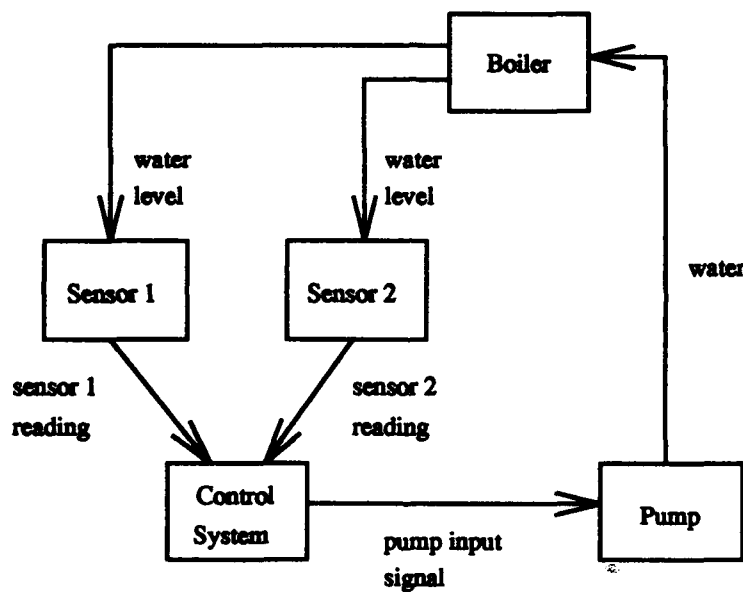 Boiler
water
level
water
level
Sensor 1
Sensor 2
water
sensor 1
reading
sensor 2
reading
Control
System
Pump
pump input
signal